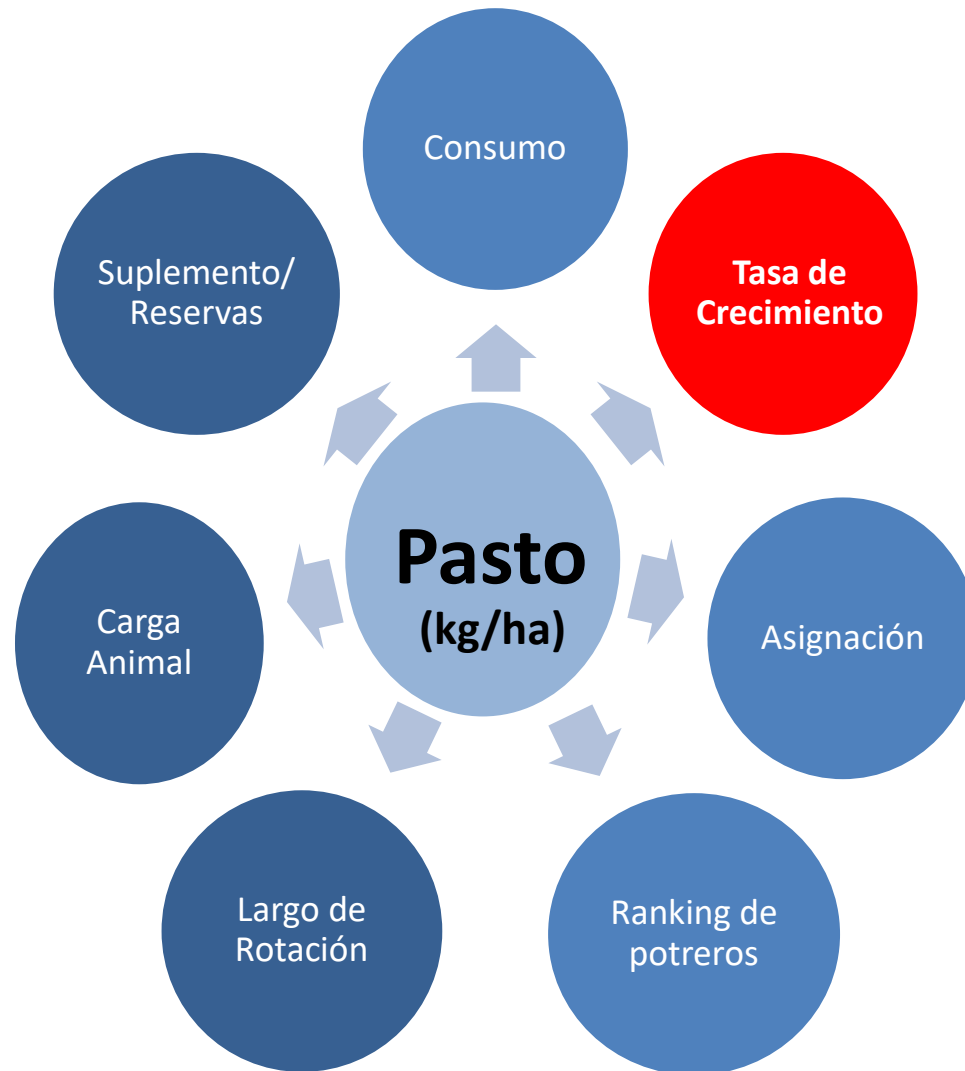 Consumo
Tasa de
Crecimiento
Suplemento/
Reservas
Pasto
(kg/ha)
Carga
Animal
Asignación
Largo de
Rotación
Ranking de
potreros